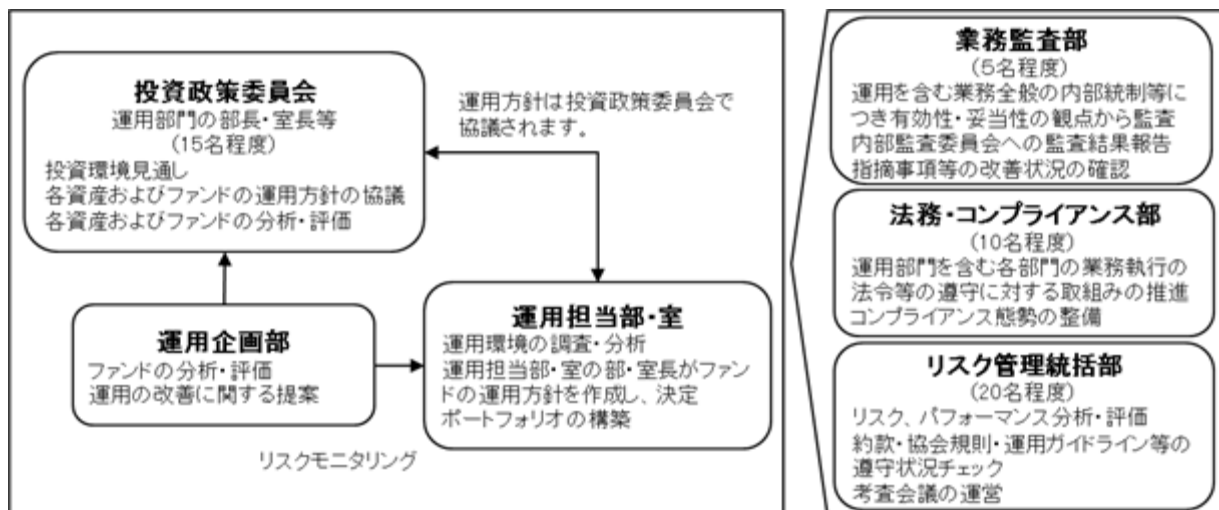 投資政策委員会
運用部門の部長・室長等
(15名程度)
投資環境見通し
各資産およびファンドの運用方針の協議
各資産およびファンドの分析・評価
運用方針は投資政策委員会で
協議されます。
運用企画部
ファンドの分析・評価
運用の改善に関する提案
運用担当部・室
運用環境の調査・分析
運用担当部・室の部・室長がファン
ドの運用方針を作成し、決定
ポートフォリオの構築
リスクモニタリング
業務監査部
(5名程度)
運用を含む業務全般の内部統制等に
つき有効性・妥当性の観点から監査
内部監査委員会への監査結果報告
指摘事項等の改善状況の確認
法務・コンプライアンス部
(10名程度)
運用部門を含む各部門の業務執行の
法令等の遵守に対する取組みの推進
コンプライアンス態勢の整備
リスク管理統括部
(20名程度)
リスク、パフォーマンス分析・評価
約款・協会規則・運用ガイドライン等の
遵守状況チェック
考査会議の運営